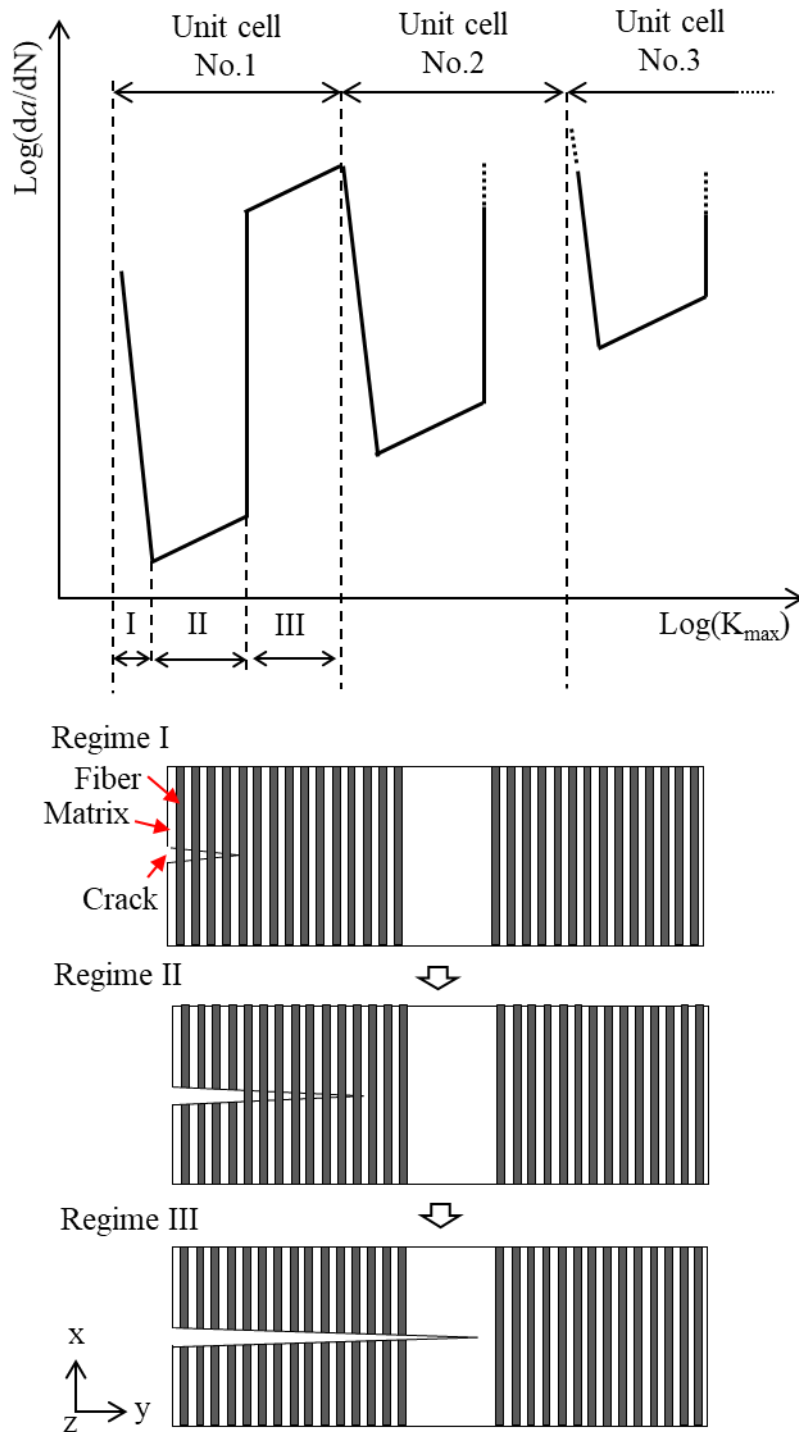 Unit cell
No.1
Unit cell
No.2
Unit cell
No.3
Log(da/dN)
I
II
III
Log(Kmax)
Regime I
Fiber
Matrix
Crack
Regime II
Regime III
x
z
y